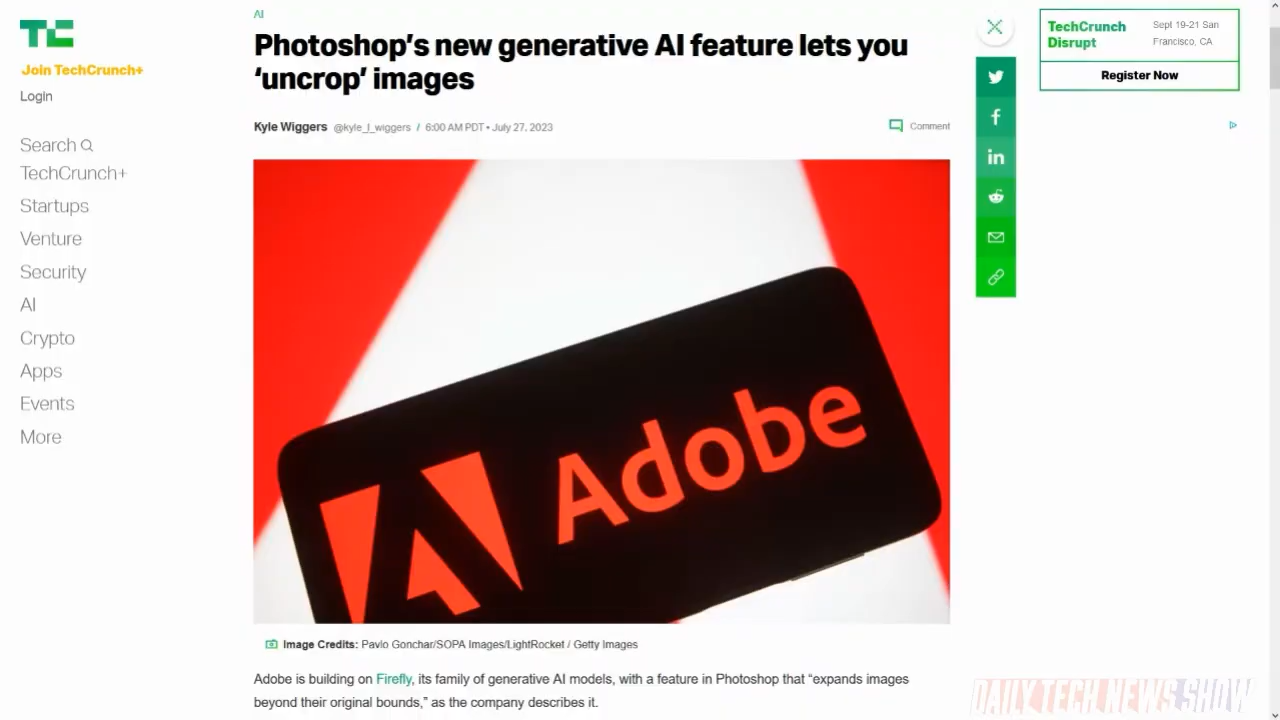 TC
Join TechCrunch+
Login
Search
TechCrunch+
Startups
Venture
Security
AI
Crypto
Apps
Events
More
AI
Photoshop's new generative AI feature lets you
‘uncrop’ images
Kyle Wiggers @kyle_l_wiggers / 6:00 AM PDT • July 27, 2023
Comment
Adobe
Image Credits: Pavlo Gonchar/SOPA Images/LightRocket / Getty Images
Adobe is building on Firefly, its family of generative AI models, with a feature in Photoshop that “expands images
beyond their original bounds,” as the company describes it.
in
TechCrunch
Disrupt
Sept 19-21 San
Francisco, CA
Register Now
DAILY TECH NEWS SHOW